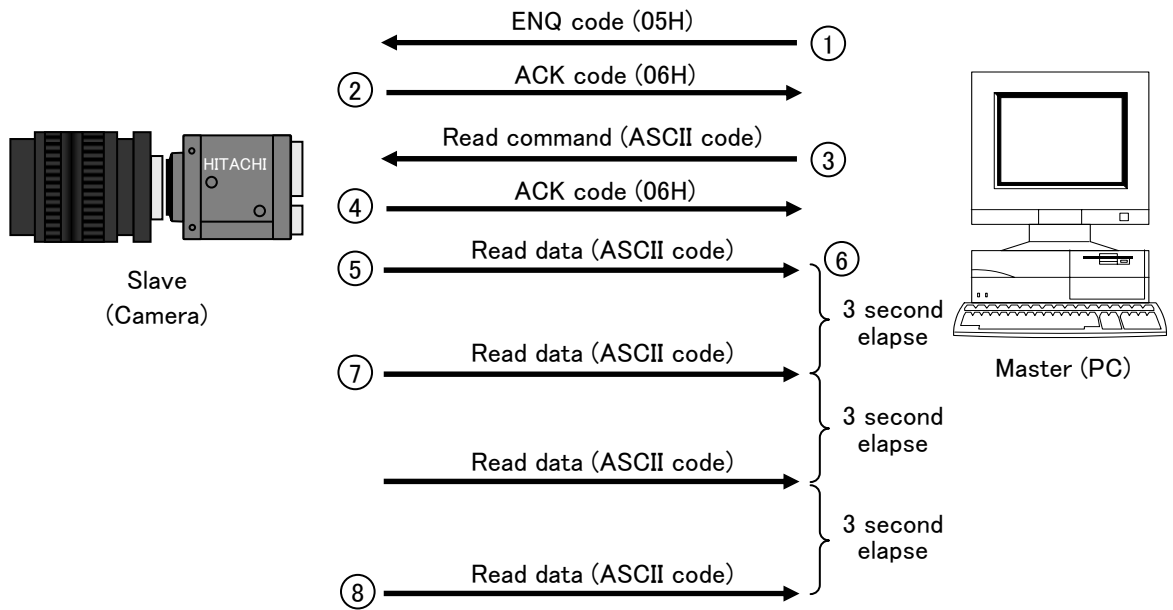 ENQ code (05H)
①
ACK code (06H)
②
Read command (ASCII code)
③
HITACHI
ACK code (06H)
④
Read data (ASCII code)
⑤
⑥
Slave
(Camera)
3 second
elapse
Read data (ASCII code)
⑦
Master (PC)
3 second
elapse
Read data (ASCII code)
3 second
elapse
Read data (ASCII code)
⑧